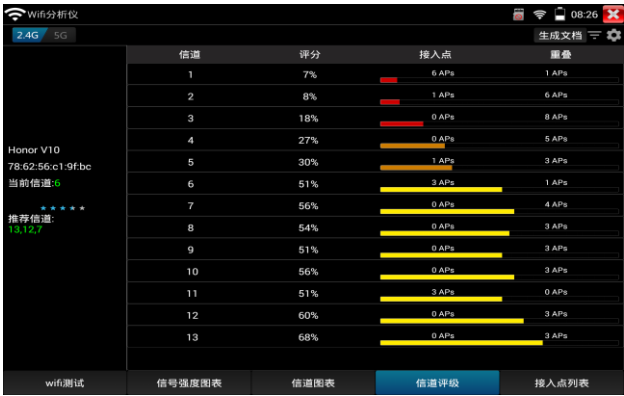 Wifi分析仪 08:26
2.4G 5G 生成文档
信道 评分 接入点 重叠
1 7% 6 APs 1 APs
2 8% 1 APs 6 APs
3 18% 0 APs 8 APs
4 27% 0 APs 5 APs
5 30% 1 APs 3 APs
6 51% 3 APs 1 APs
7 56% 0 APs 4 APs
8 54% 0 APs 3 APs
9 51% 0 APs 3 APs
10 56% 0 APs 3 APs
11 51% 3 APs 0 APs
12 60% 0 APs 3 APs
13 68% 0 APs 3 APs
Honor V10
78:62:56:c1:9f:bc
当前信道:6
推荐信道:
13,12,7
wifi测试 信号强度图表 信道图表 信道评级 接入点列表